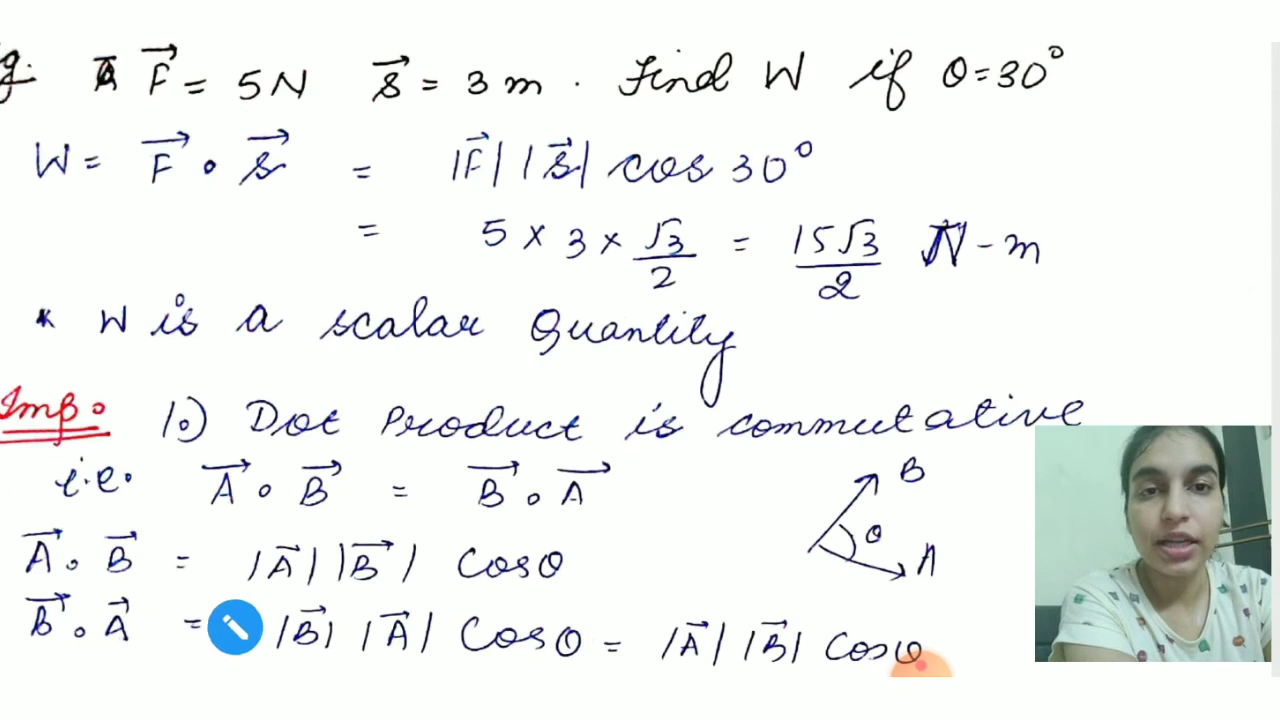 g. F⃗ = 5N S⃗ = 3 m . Find W if θ = 30°
W = F⃗ • S⃗ = |F⃗| |S⃗| cos 30°
= 5 × 3 × √3/2 = 15√3/2 N-m
* W is a scalar Quantity
Imp. 1.) Dot Product is commutative
i.e. A⃗ • B⃗ = B⃗ • A⃗
B
θ
A
A⃗ • B⃗ = |A⃗| |B⃗| Cosθ
B⃗ • A⃗ = |B⃗| |A⃗| Cosθ = |A⃗| |B⃗| Cosθ